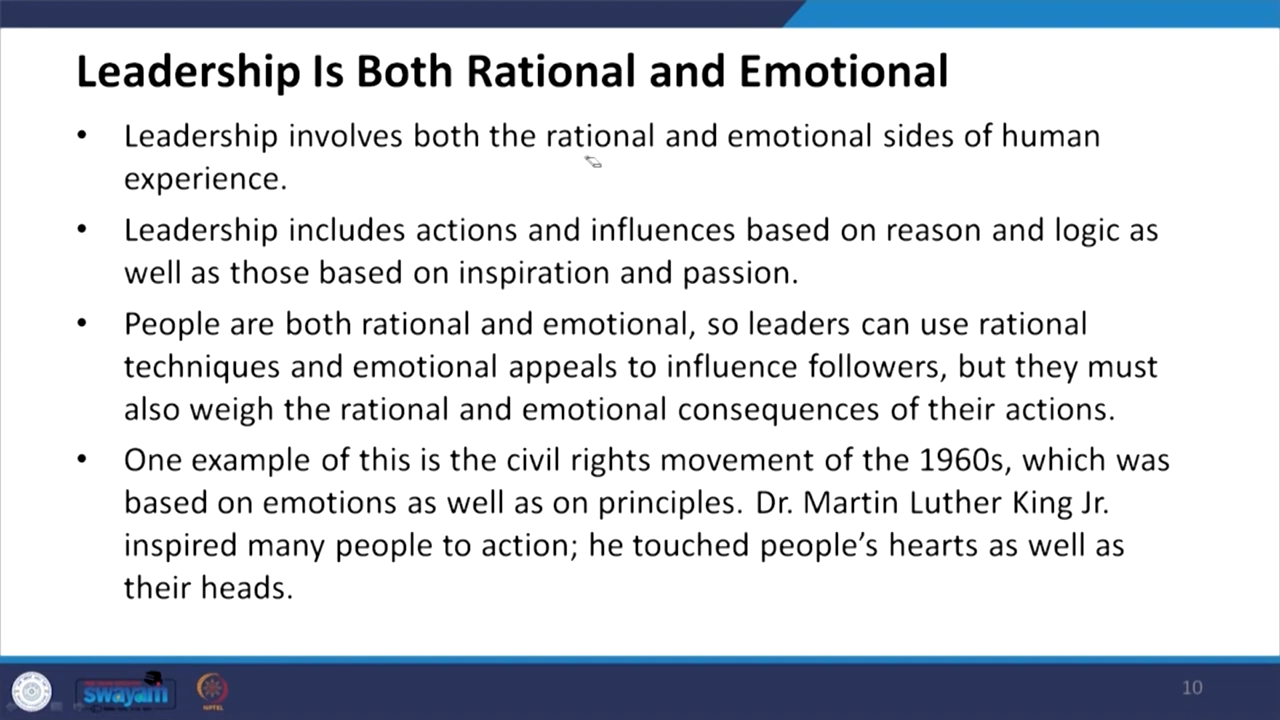 Leadership Is Both Rational and Emotional
• Leadership involves both the rational and emotional sides of human
experience.
• Leadership includes actions and influences based on reason and logic as
well as those based on inspiration and passion.
• People are both rational and emotional, so leaders can use rational
techniques and emotional appeals to influence followers, but they must
also weigh the rational and emotional consequences of their actions.
• One example of this is the civil rights movement of the 1960s, which was
based on emotions as well as on principles. Dr. Martin Luther King Jr.
inspired many people to action; he touched people’s hearts as well as
their heads.
swayam
NPTEL
10